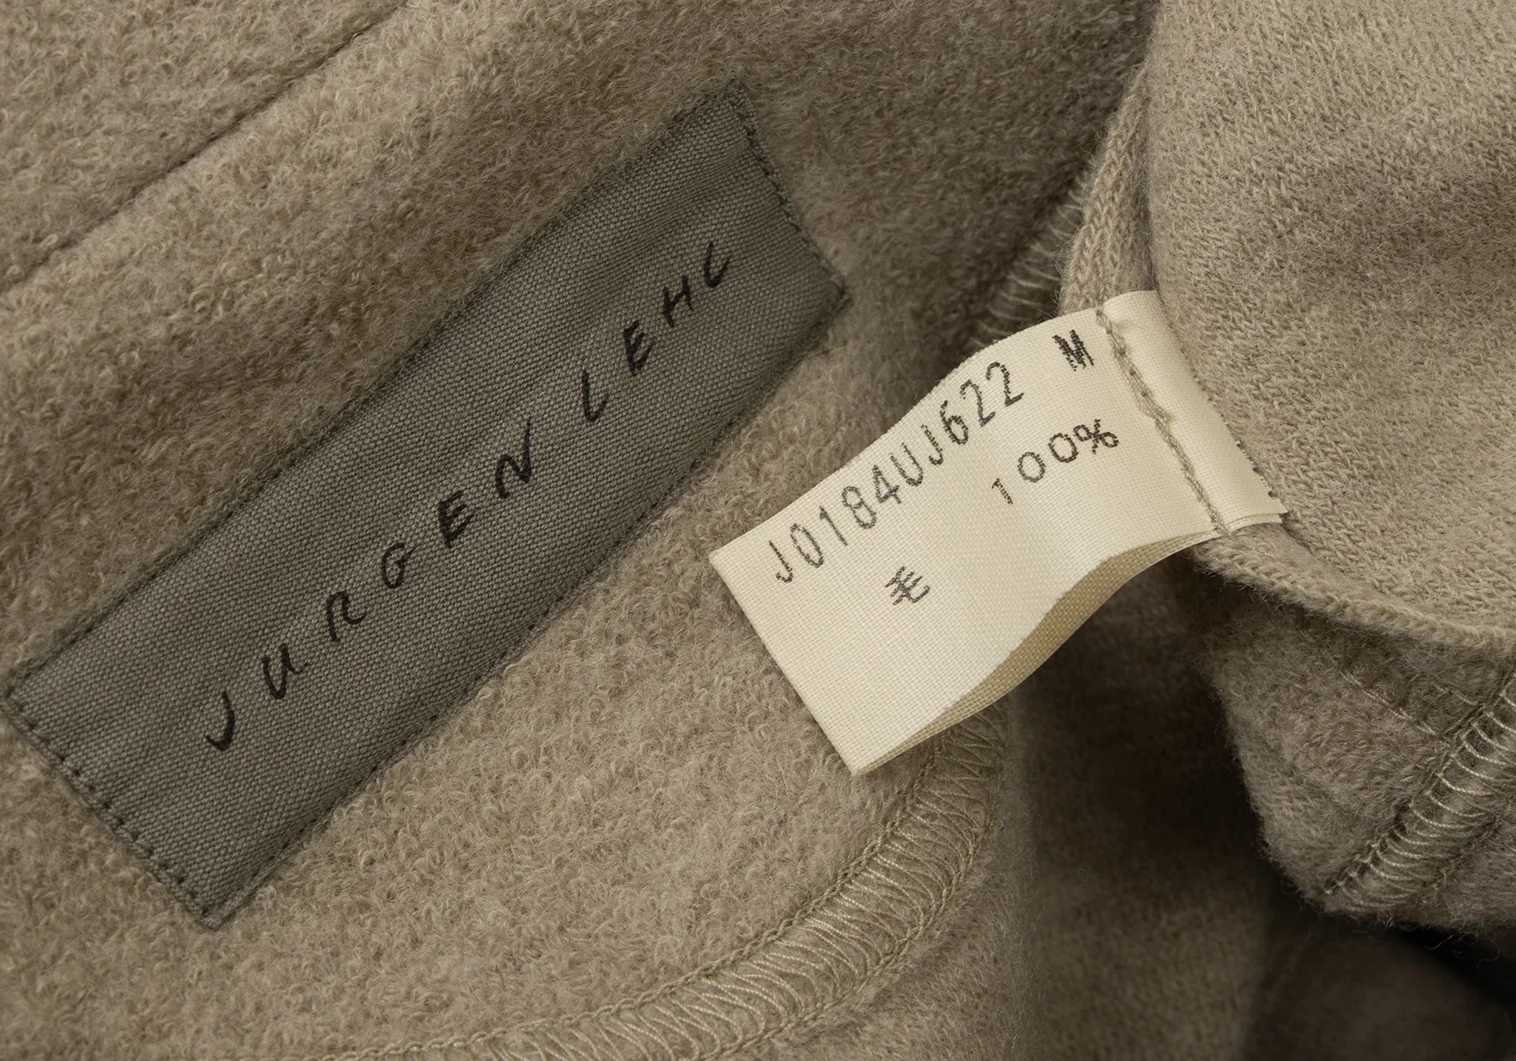 JURGEN LEHL
J0184UJ622 M
毛 100%